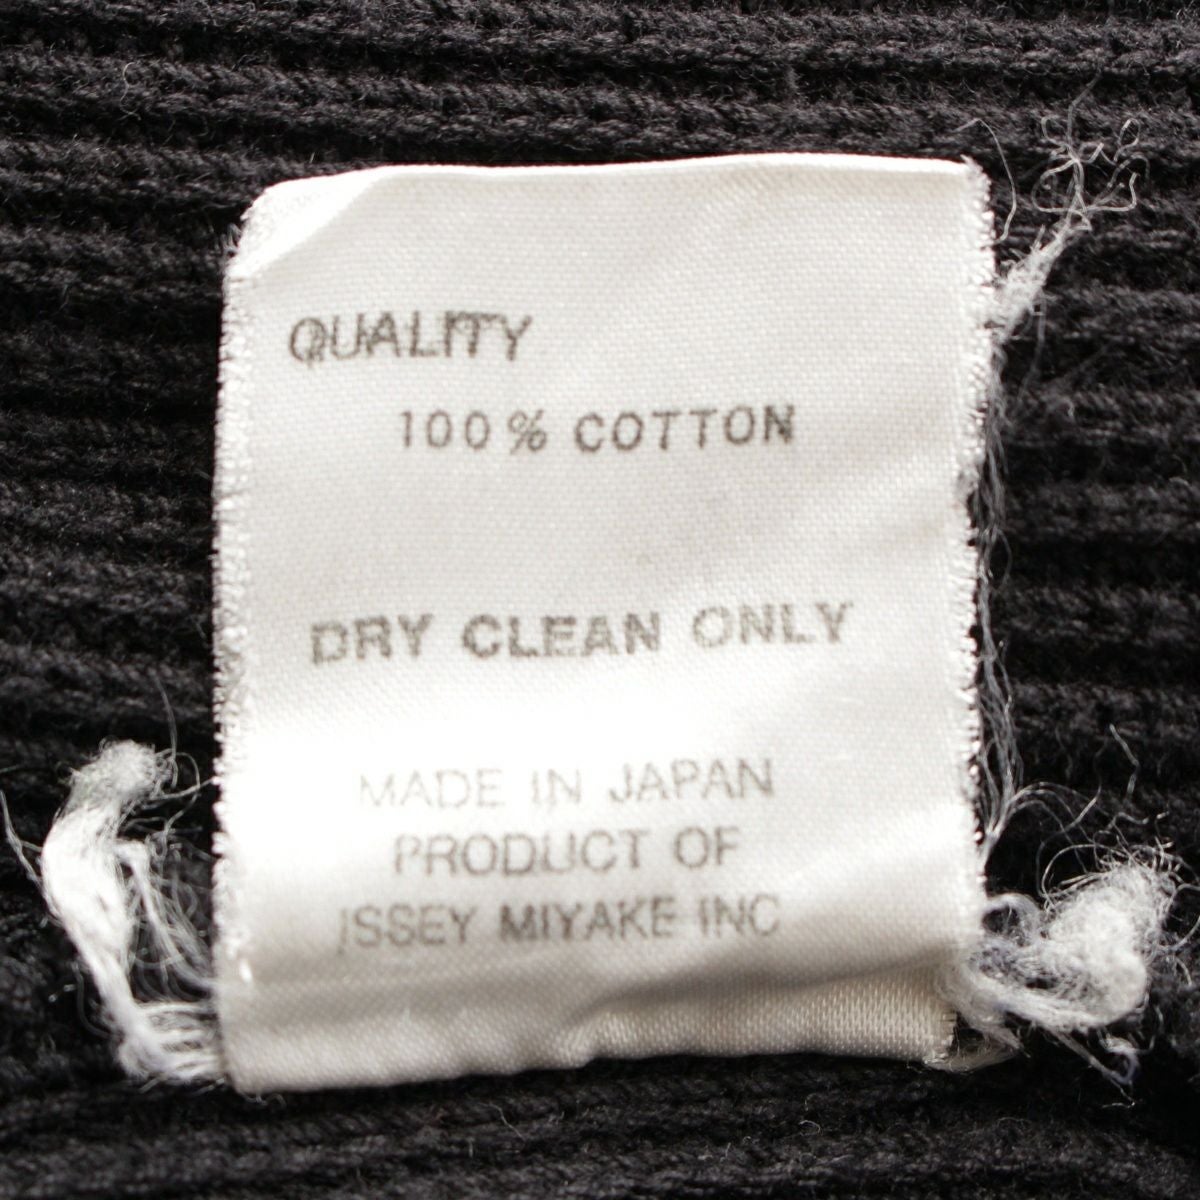 QUALITY
100% COTTON
DRY CLEAN ONLY
MADE IN JAPAN
PRODUCT OF
ISSEY MIYAKE INC